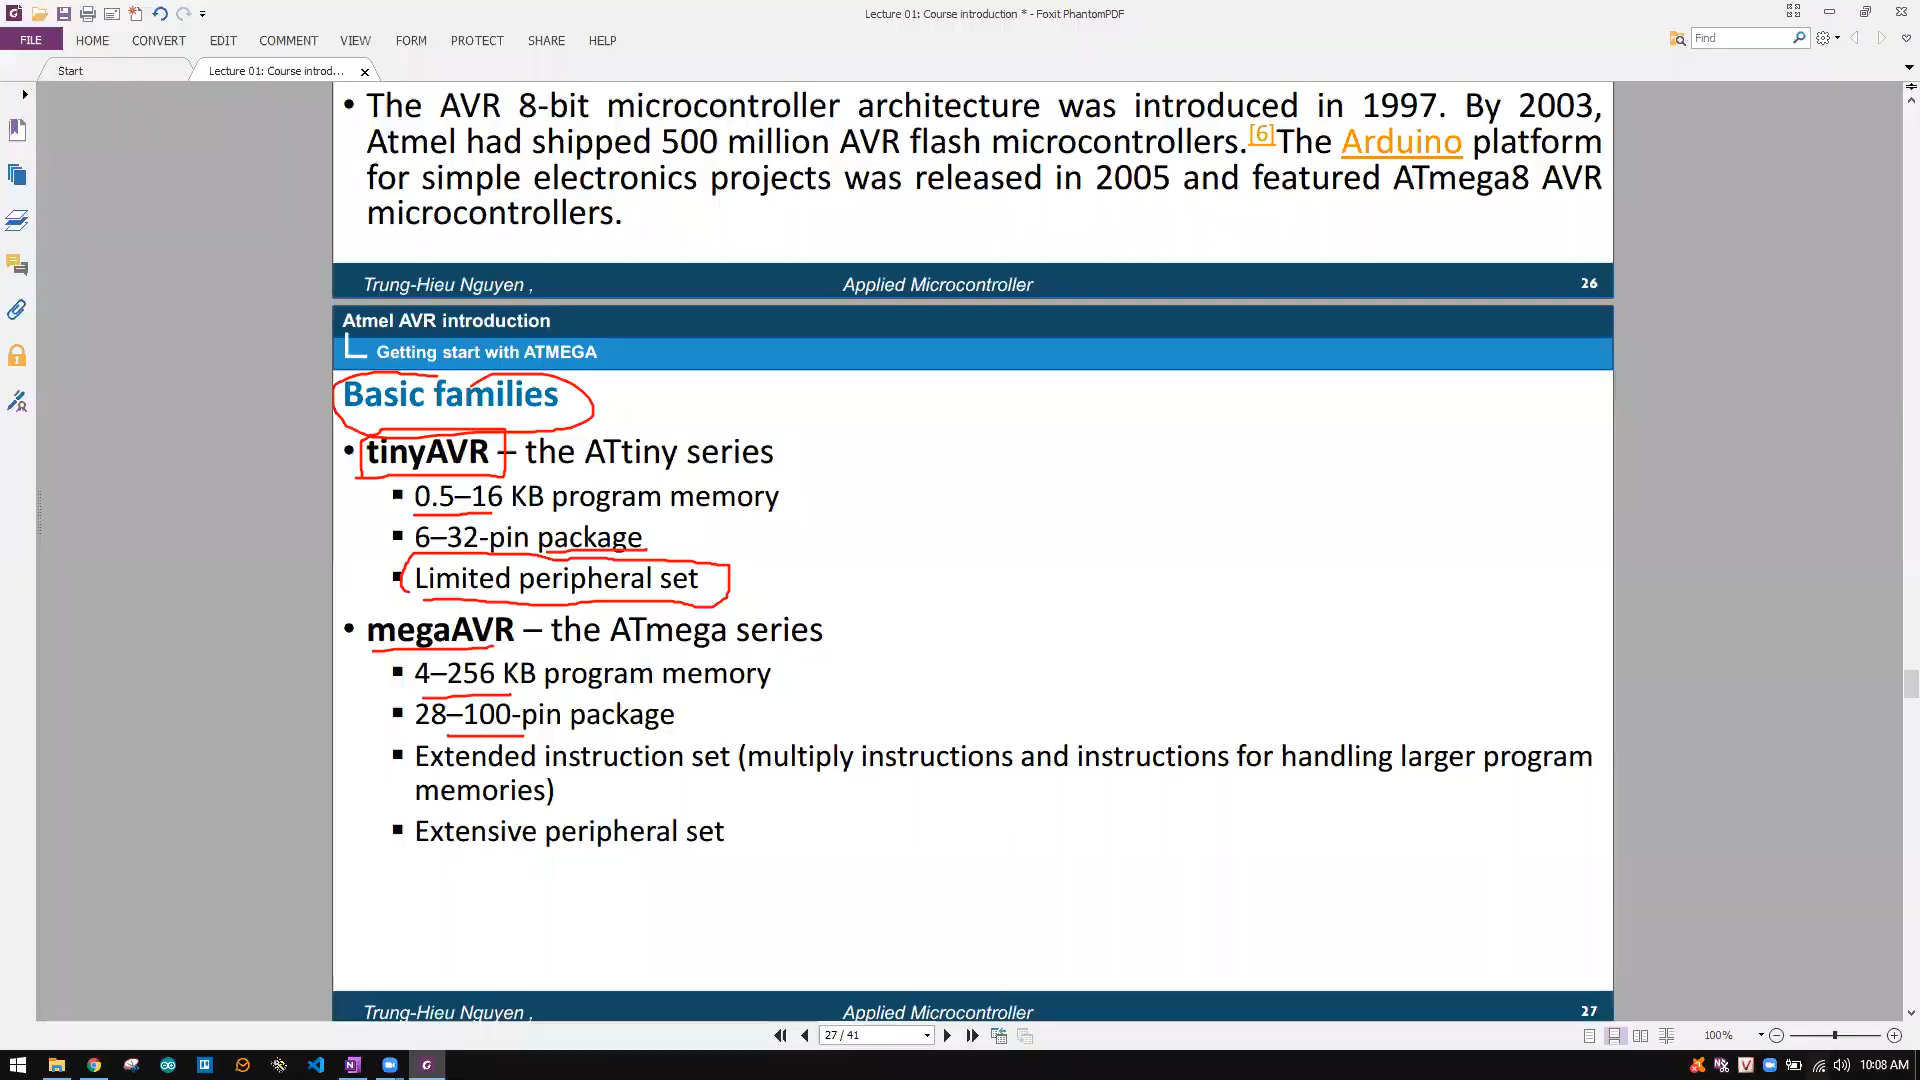 Lecture 01: Course introduction * - Foxit PhantomPDF
FILE HOME CONVERT EDIT COMMENT VIEW FORM PROTECT SHARE HELP
Find
Start
Lecture 01: Course introd...
• The AVR 8-bit microcontroller architecture was introduced in 1997. By 2003,
Atmel had shipped 500 million AVR flash microcontrollers.[6]The Arduino platform
for simple electronics projects was released in 2005 and featured ATmega8 AVR
microcontrollers.
Trung-Hieu Nguyen , Applied Microcontroller 26
Atmel AVR introduction
Getting start with ATMEGA
Basic families
• tinyAVR – the ATtiny series
▪ 0.5–16 KB program memory
▪ 6–32-pin package
▪ Limited peripheral set
• megaAVR – the ATmega series
▪ 4–256 KB program memory
▪ 28–100-pin package
▪ Extended instruction set (multiply instructions and instructions for handling larger program
memories)
▪ Extensive peripheral set
Trung-Hieu Nguyen , Applied Microcontroller 27
27 / 41
100%
10:08 AM